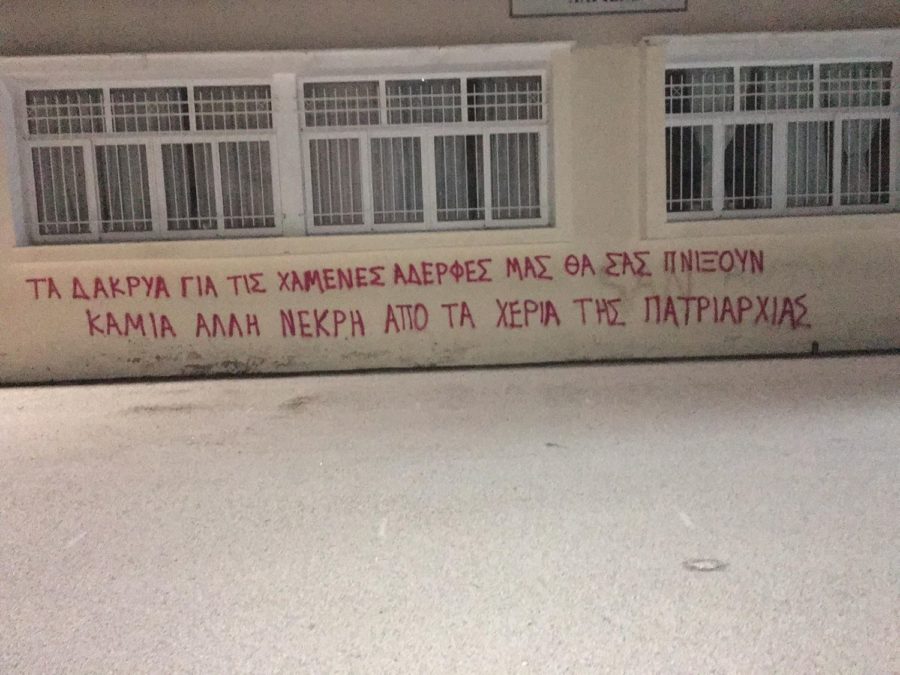 ΤΑ ΔΑΚΡΥΑ ΓΙΑ ΤΙΣ ΧΑΜΕΝΕΣ ΑΔΕΡΦΕΣ ΜΑΣ ΘΑ ΣΑΣ ΠΝΙΞΟΥΝ
ΚΑΜΙΑ ΑΛΛΗ ΝΕΚΡΗ ΑΠΟ ΤΑ ΧΕΡΙΑ ΤΗΣ ΠΑΤΡΙΑΡΧΙΑΣ